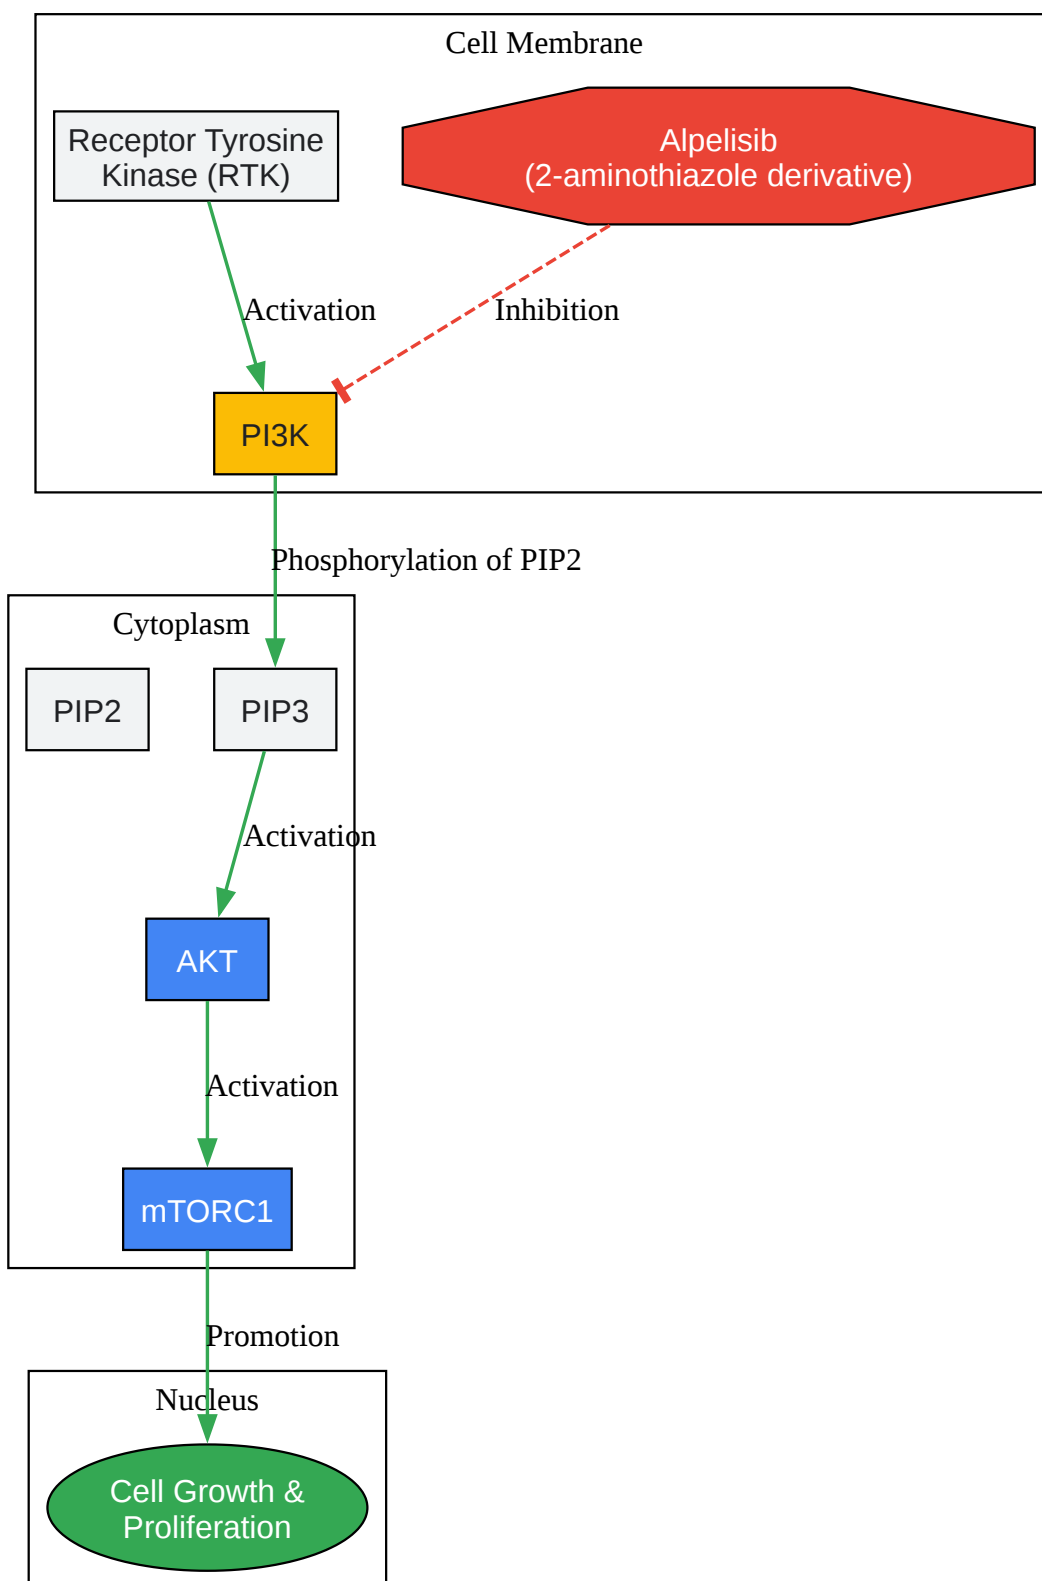 Cell Membrane
Receptor Tyrosine
Kinase (RTK)
Alpelisib
(2-aminothiazole derivative)
Activation
Inhibition
PI3K
Phosphorylation of PIP2
Cytoplasm
PIP2
PIP3
Activation
AKT
Activation
mTORC1
Promotion
Nucleus
Cell Growth &
Proliferation